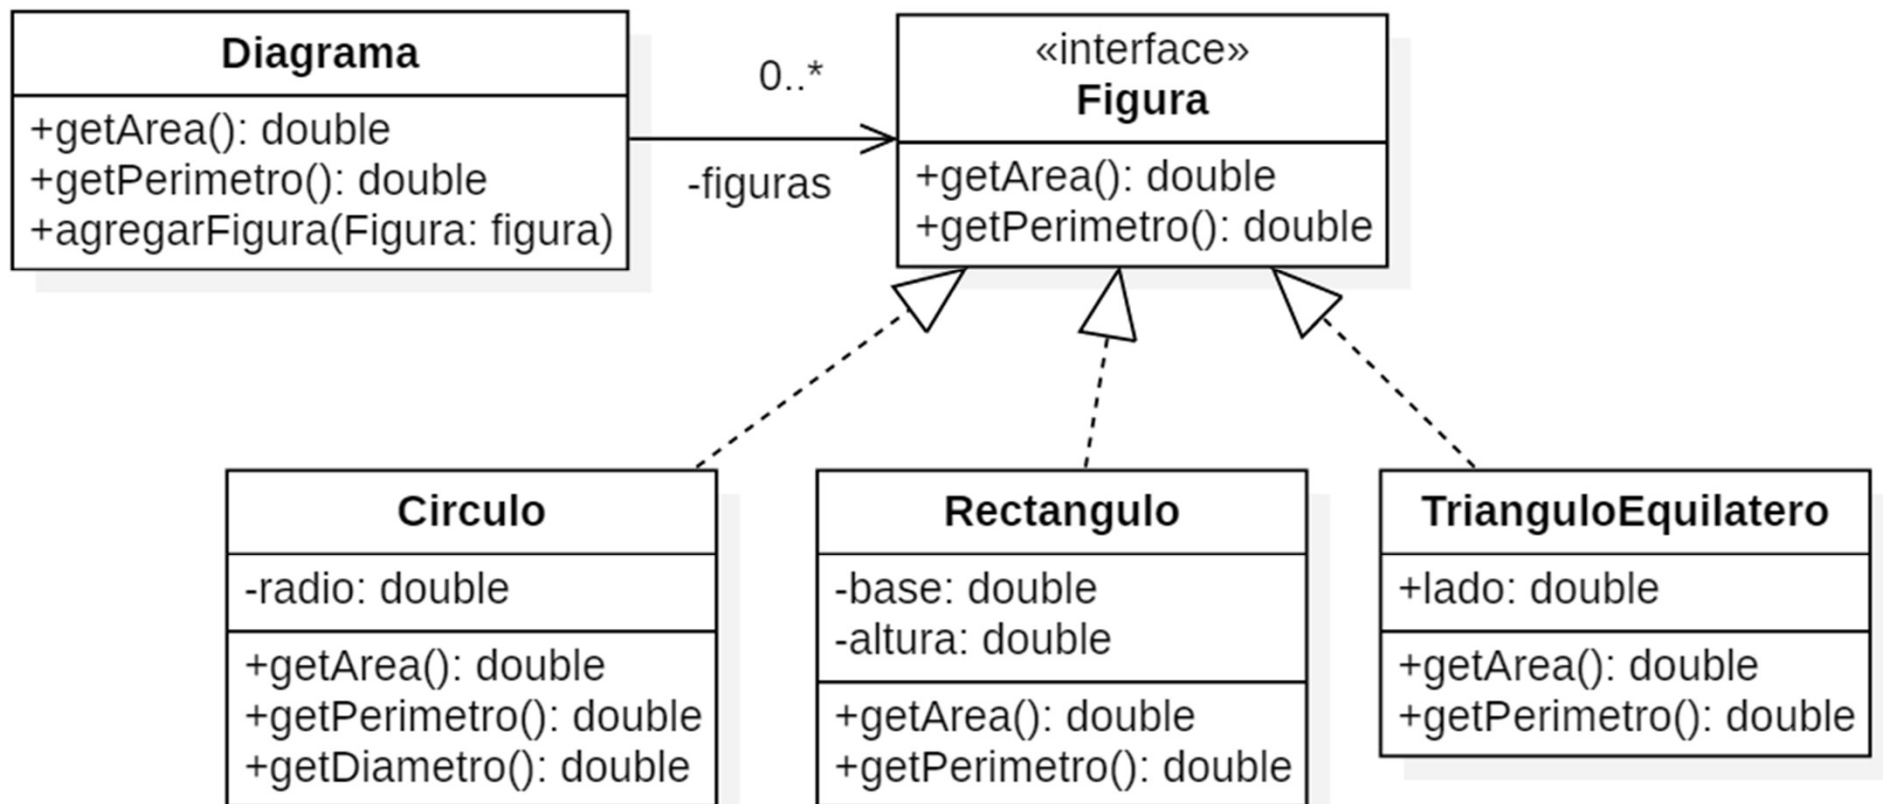 Diagrama
+getArea(): double
+getPerimetro(): double
+agregarFigura(Figura: figura)
0..*
-figuras
«interface»
Figura
+getArea(): double
+getPerimetro(): double
Circulo
-radio: double
+getArea(): double
+getPerimetro(): double
+getDiametro(): double
Rectangulo
-base: double
-altura: double
+getArea(): double
+getPerimetro(): double
TrianguloEquilatero
+lado: double
+getArea(): double
+getPerimetro(): double